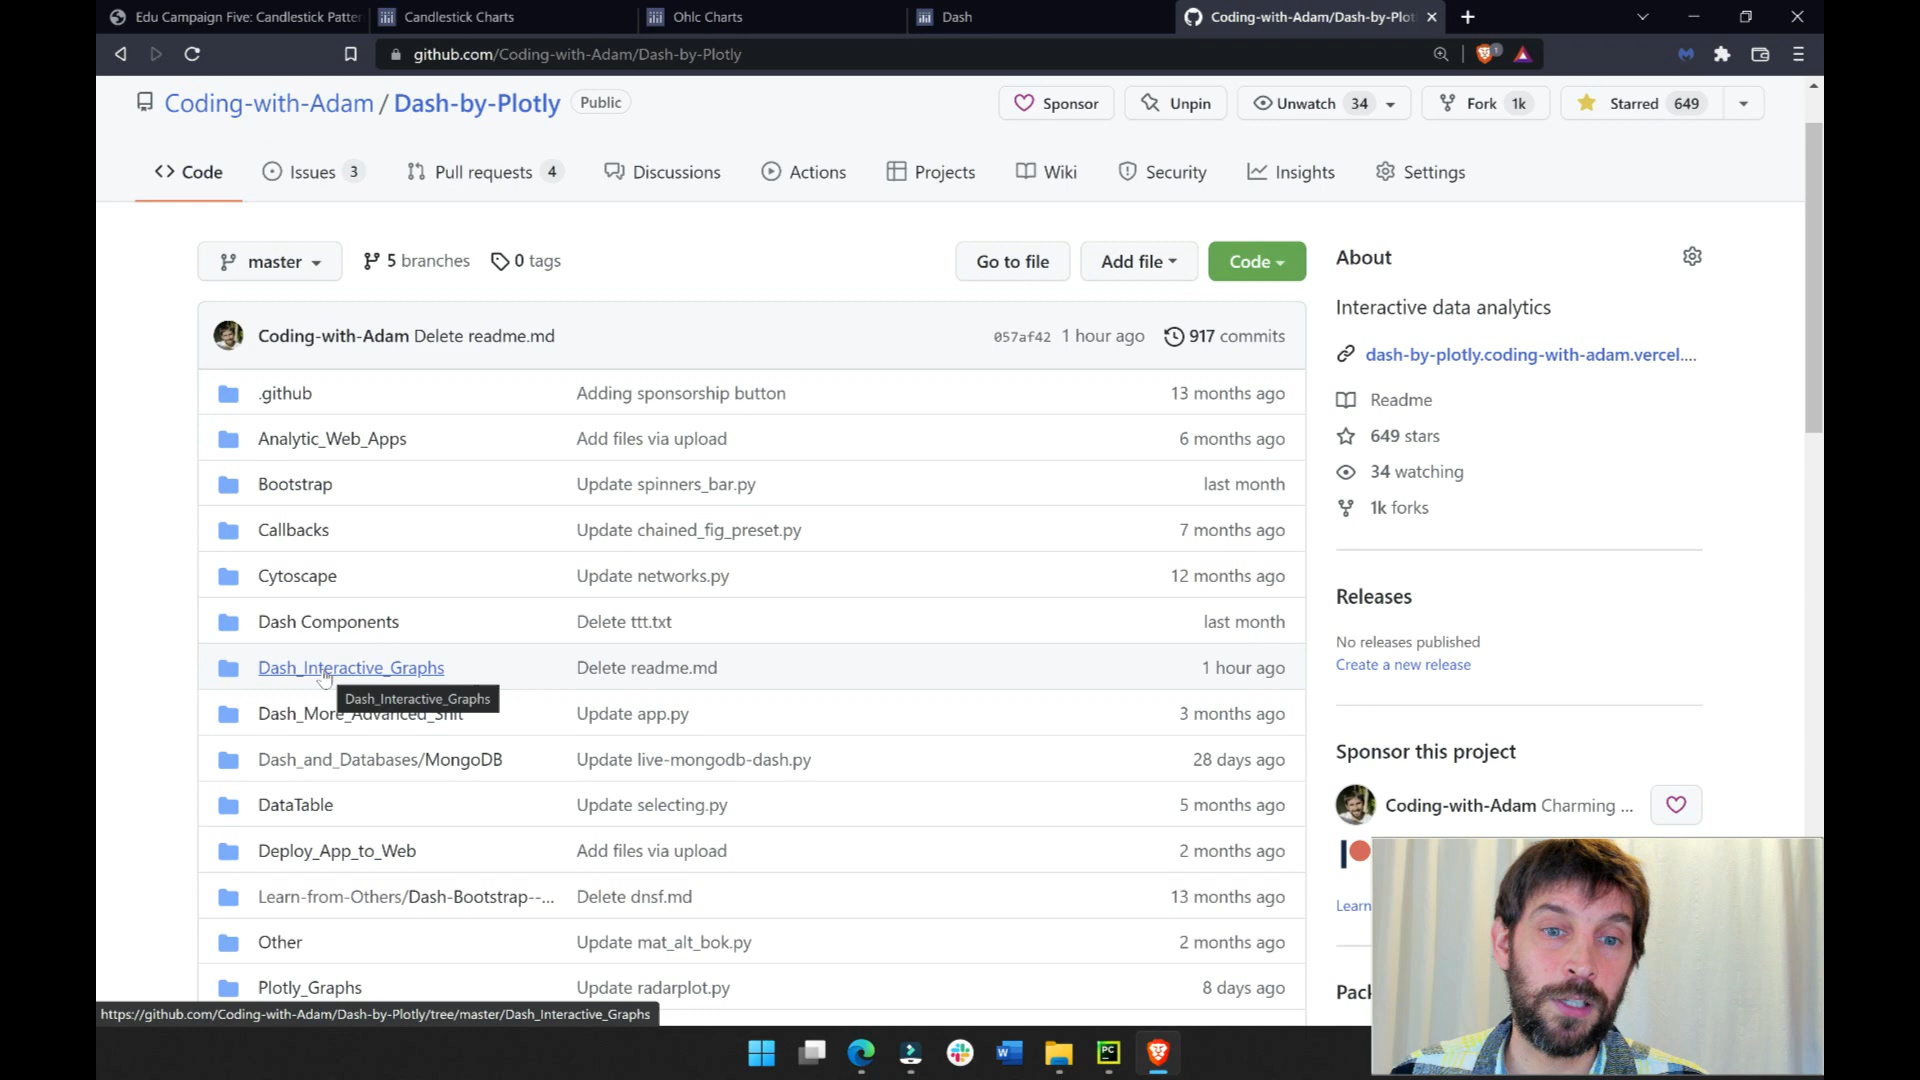 Edu Campaign Five: Candlestick Patter
Candlestick Charts
Ohlc Charts
Dash
Coding-with-Adam/Dash-by-Plot
github.com/Coding-with-Adam/Dash-by-Plotly
1
Coding-with-Adam / Dash-by-Plotly Public
Sponsor
Unpin
Unwatch 34
Fork 1k
Starred 649
Code
Issues 3
Pull requests 4
Discussions
Actions
Projects
Wiki
Security
Insights
Settings
master
5 branches
0 tags
Go to file
Add file
Code
Coding-with-Adam Delete readme.md 057af42 1 hour ago 917 commits
.github Adding sponsorship button 13 months ago
Analytic_Web_Apps Add files via upload 6 months ago
Bootstrap Update spinners_bar.py last month
Callbacks Update chained_fig_preset.py 7 months ago
Cytoscape Update networks.py 12 months ago
Dash Components Delete ttt.txt last month
Dash_Interactive_Graphs Delete readme.md 1 hour ago
Dash_Interactive_Graphs
Dash_More_Advanced_Shit Update app.py 3 months ago
Dash_and_Databases/MongoDB Update live-mongodb-dash.py 28 days ago
DataTable Update selecting.py 5 months ago
Deploy_App_to_Web Add files via upload 2 months ago
Learn-from-Others/Dash-Bootstrap--... Delete dnsf.md 13 months ago
Other Update mat_alt_bok.py 2 months ago
Plotly_Graphs Update radarplot.py 8 days ago
About
Interactive data analytics
dash-by-plotly.coding-with-adam.vercel....
Readme
649 stars
34 watching
1k forks
Releases
No releases published
Create a new release
Sponsor this project
Coding-with-Adam Charming ...
Learn
Pack
https://github.com/Coding-with-Adam/Dash-by-Plotly/tree/master/Dash_Interactive_Graphs
W
PC